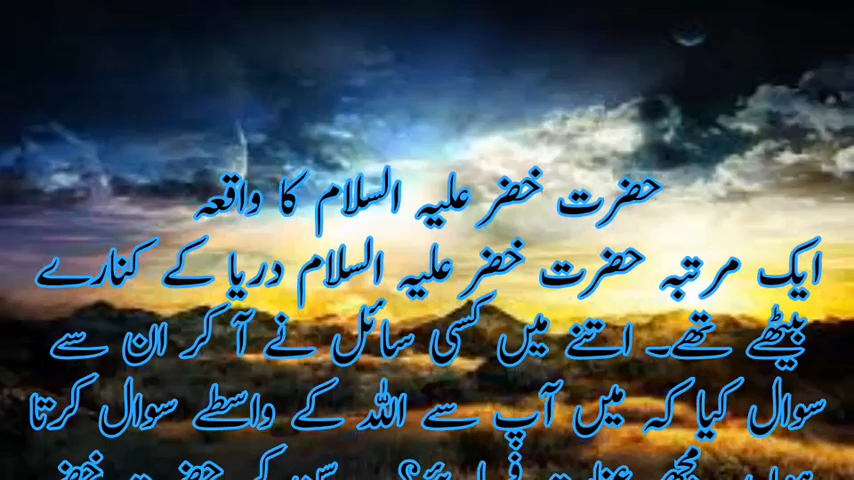 حضرت خضر علیہ السلام کا واقعہ
ایک مرتبہ حضرت خضر علیہ السلام دریا کے کنارے
بیٹھے تھے۔ اتنے میں کسی سائل نے آ کر ان سے
سوال کیا کہ میں آپ سے اللہ کے واسطے سوال کرتا